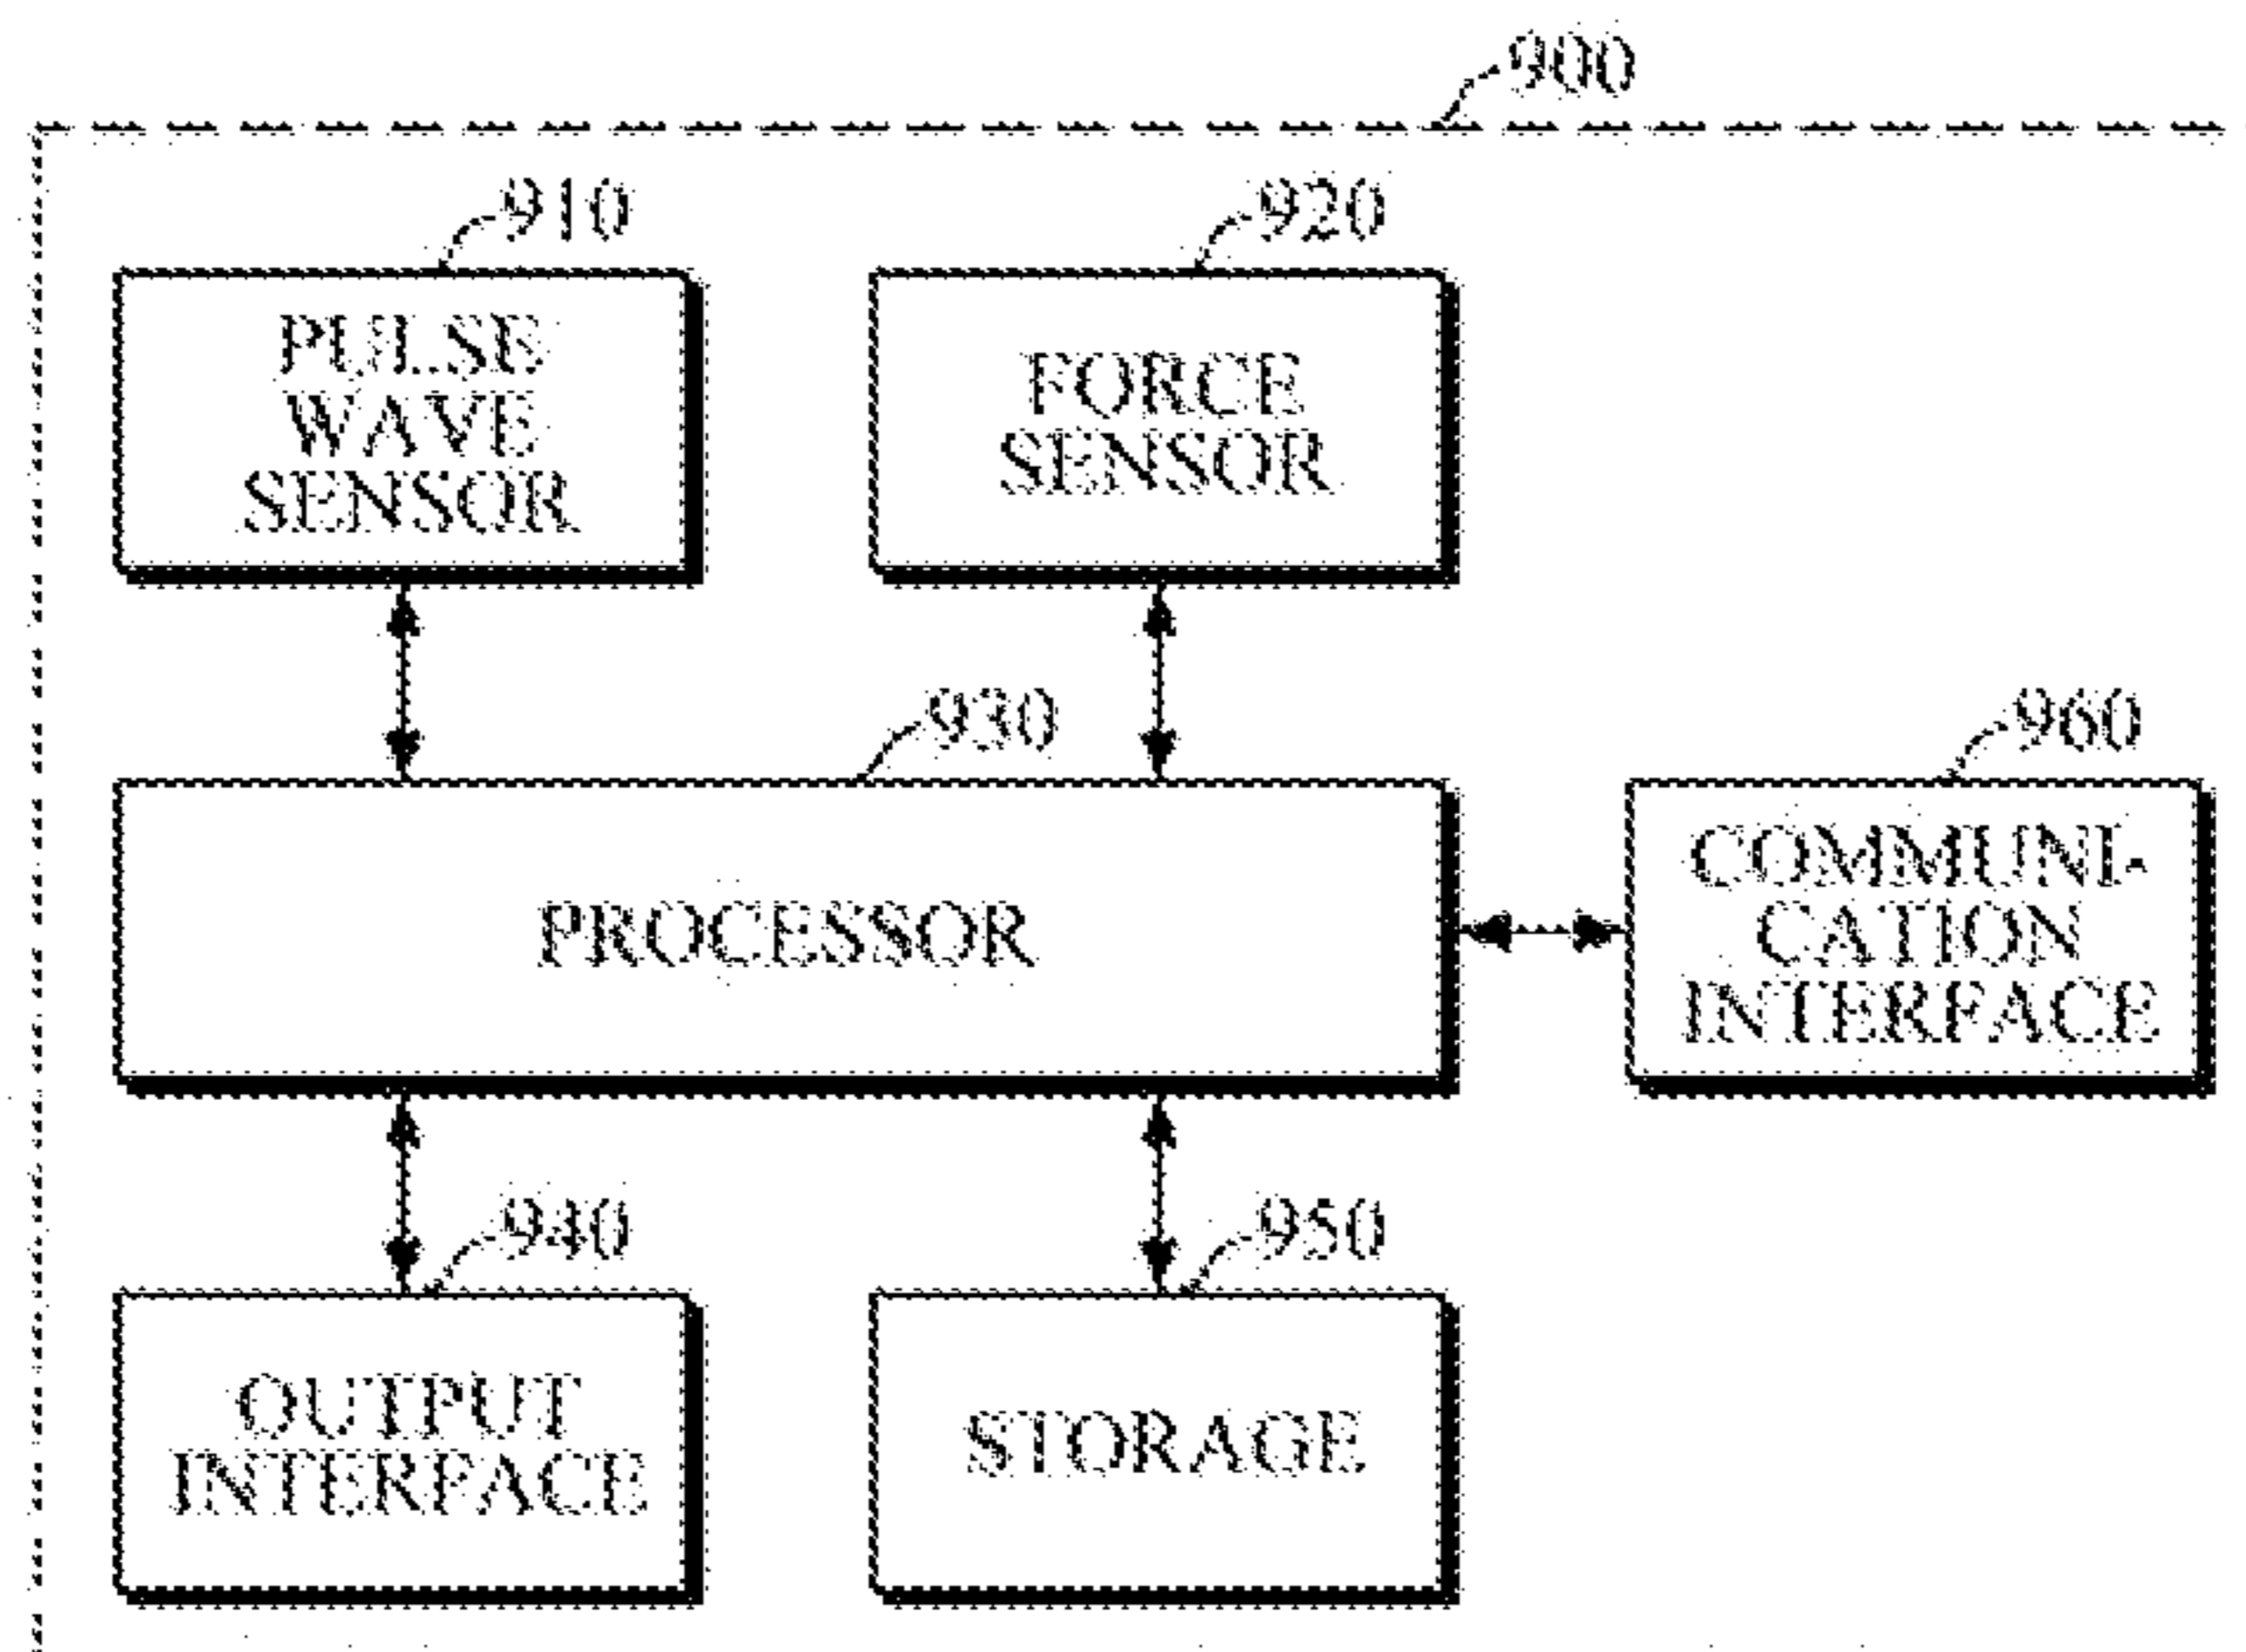 900
910
920
PULSE
WAVE
SENSOR
FORCE
SENSOR
930
960
PROCESSOR
COMMUNI-
CATION
INTERFACE
940
950
OUTPUT
INTERFACE
STORAGE